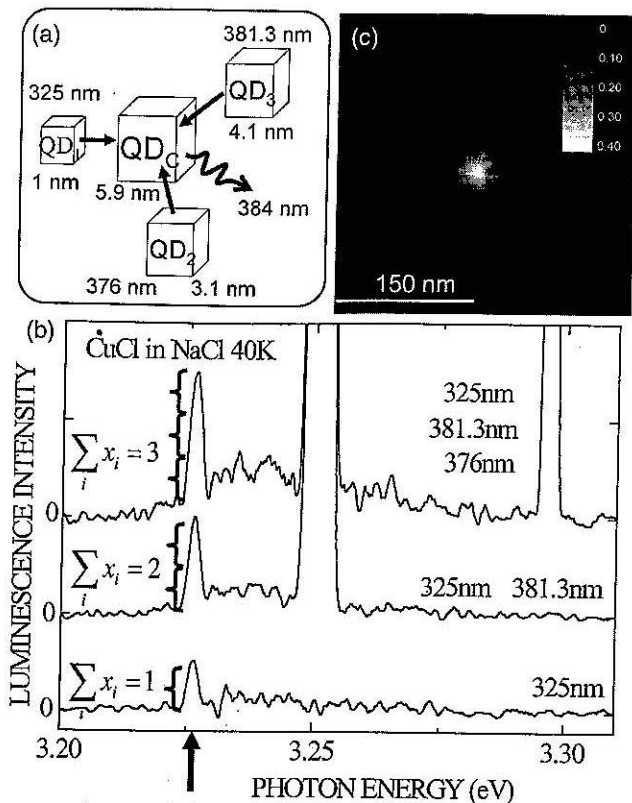 (a)
381.3 nm
325 nm
QD₃
QD₁
QD_C
4.1 nm
1 nm
5.9 nm
384 nm
QD₂
376 nm
3.1 nm
(c)
0
0.10
0.20
0.30
0.40
150 nm
(b)
CuCl in NaCl 40K
LUMINESCENCE INTENSITY
∑ᵢ xᵢ = 3
325nm
381.3nm
376nm
0
∑ᵢ xᵢ = 2
325nm 381.3nm
0
∑ᵢ xᵢ = 1
325nm
0
3.20 3.25 3.30
PHOTON ENERGY (eV)